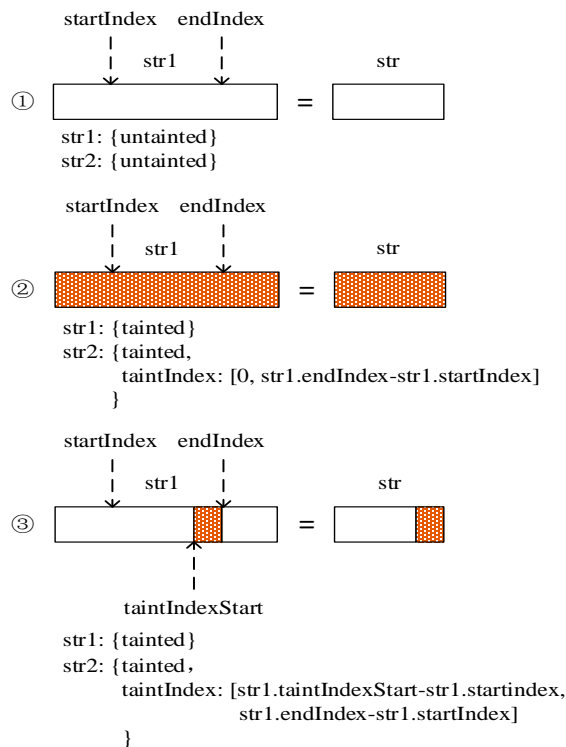 startIndex endIndex
str1 str
① =
str1: {untainted}
str2: {untainted}
startIndex endIndex
str1 str
② =
str1: {tainted}
str2: {tainted,
taintIndex: [0, str1.endIndex-str1.startIndex]
}
startIndex endIndex
str1 str
③ =
taintIndexStart
str1: {tainted}
str2: {tainted，
taintIndex: [str1.taintIndexStart-str1.startindex,
str1.endIndex-str1.startIndex]
}